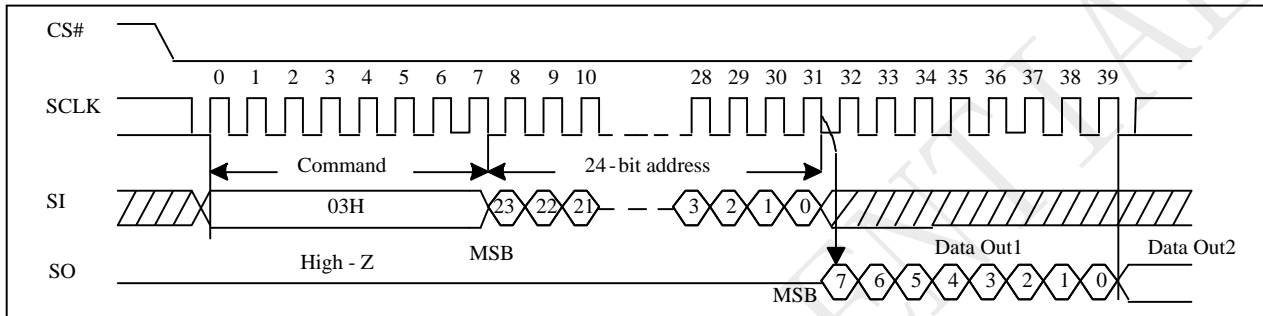 CS#
0 1 2 3 4 5 6 7 8 9 10 28 29 30 31 32 33 34 35 36 37 38 39
SCLK
Command 24-bit address
SI 03H 23 22 21 3 2 1 0
MSB Data Out1 Data Out2
High - Z
SO MSB 7 6 5 4 3 2 1 0
ENTIAL